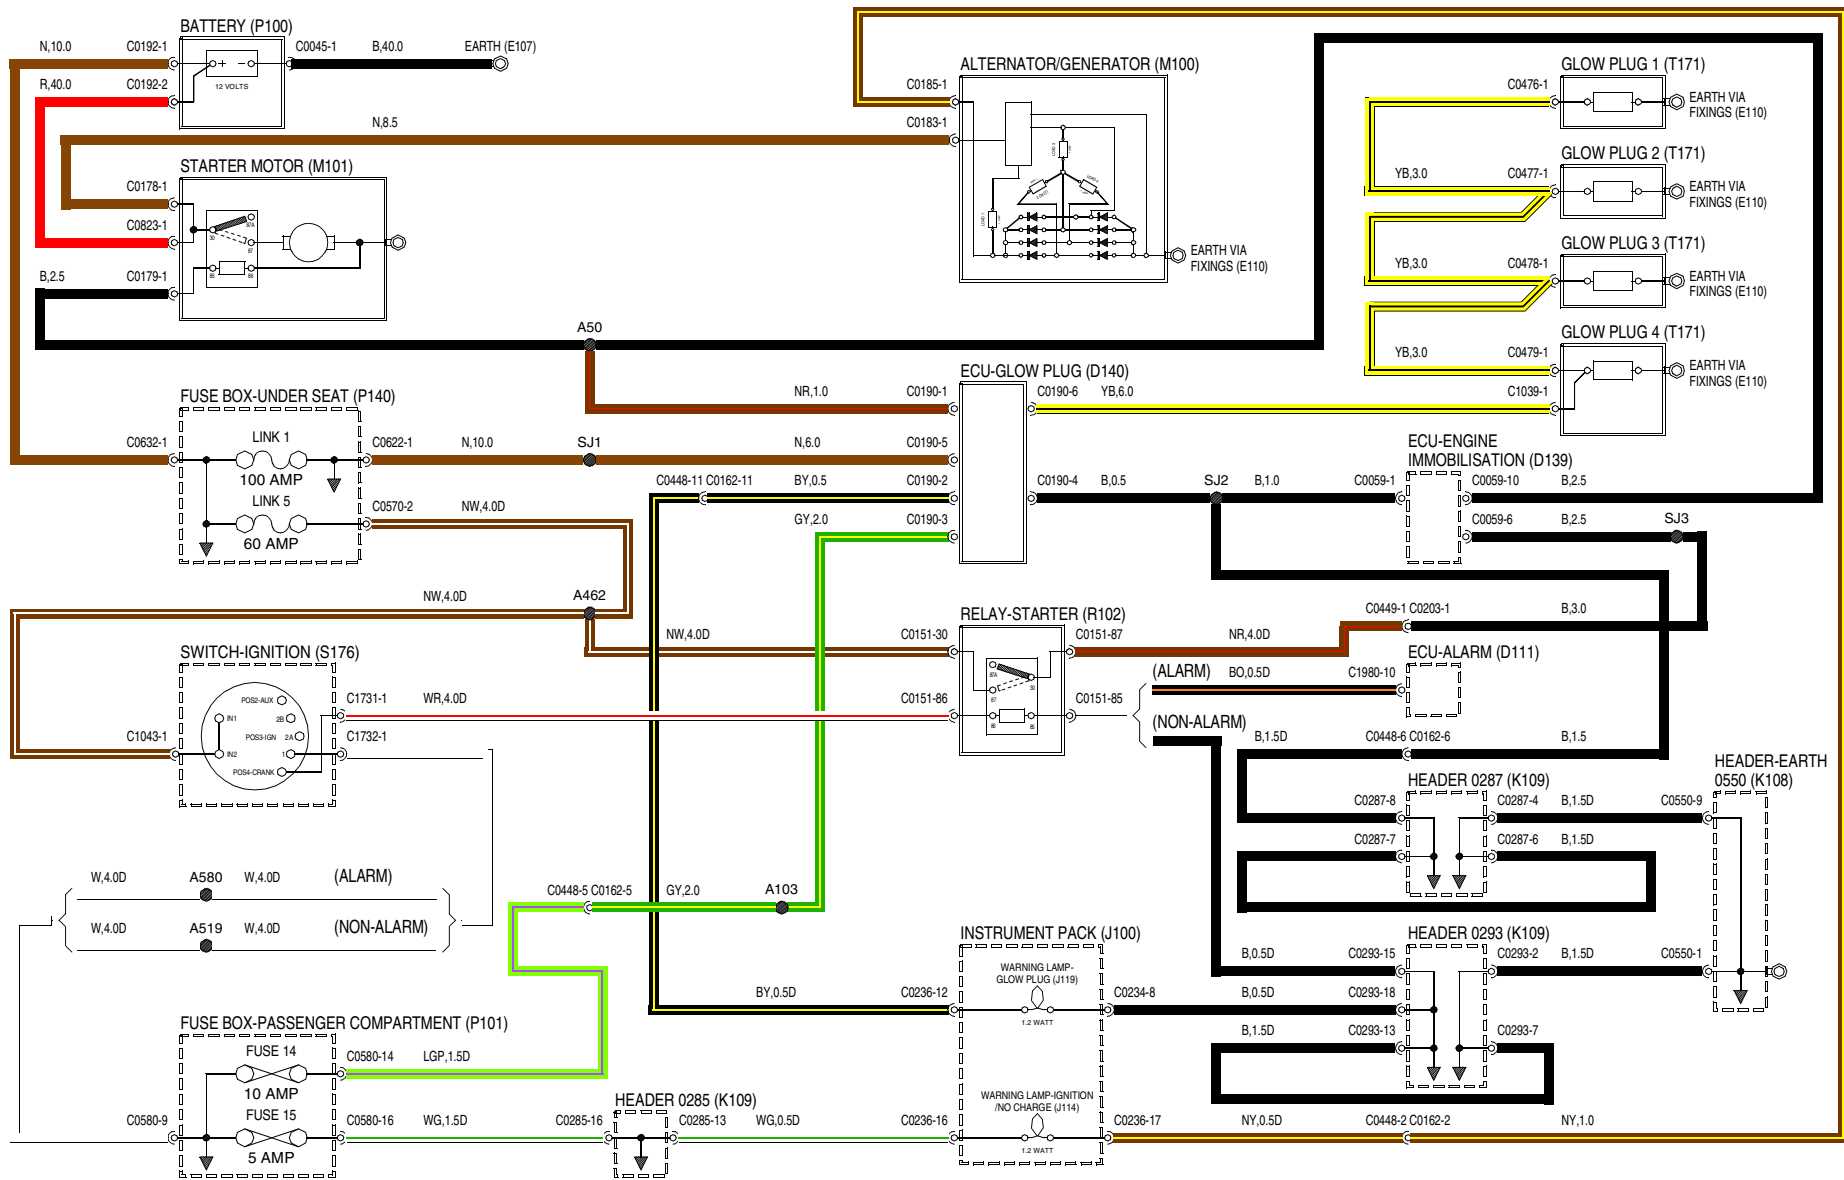 BATTERY (P100)
N,10.0
C0192-1
C0045-1
B,40.0
EARTH (E107)
R,40.0
C0192-2
+ -
12 VOLTS
N,8.5
STARTER MOTOR (M101)
C0178-1
C0823-1
B,2.5
C0179-1
87A
30
87
85
86
ALTERNATOR/GENERATOR (M100)
C0185-1
C0183-1
EARTH VIA
FIXINGS (E110)
GLOW PLUG 1 (T171)
C0476-1
EARTH VIA
FIXINGS (E110)
GLOW PLUG 2 (T171)
YB,3.0
C0477-1
EARTH VIA
FIXINGS (E110)
GLOW PLUG 3 (T171)
YB,3.0
C0478-1
EARTH VIA
FIXINGS (E110)
GLOW PLUG 4 (T171)
YB,3.0
C0479-1
EARTH VIA
FIXINGS (E110)
C1039-1
A50
FUSE BOX-UNDER SEAT (P140)
C0632-1
LINK 1
100 AMP
C0622-1
N,10.0
SJ1
LINK 5
60 AMP
C0570-2
NW,4.0D
ECU-GLOW PLUG (D140)
NR,1.0
C0190-1
C0190-6
YB,6.0
N,6.0
C0190-5
C0448-11 C0162-11
BY,0.5
C0190-2
C0190-4
B,0.5
SJ2
B,1.0
GY,2.0
C0190-3
ECU-ENGINE
IMMOBILISATION (D139)
C0059-1
C0059-10
B,2.5
C0059-6
B,2.5
SJ3
NW,4.0D
A462
NW,4.0D
RELAY-STARTER (R102)
C0151-30
C0151-87
NR,4.0D
C0449-1 C0203-1
B,3.0
87A
30
87
86
85
C0151-86
C0151-85
(ALARM)
BO,0.5D
C1980-10
ECU-ALARM (D111)
(NON-ALARM)
SWITCH-IGNITION (S176)
POS2-AUX
IN1
2B
POS3-IGN
2A
IN2
1
POS4-CRANK
C1043-1
C1731-1
WR,4.0D
C1732-1
B,1.5D
C0448-6 C0162-6
B,1.5
HEADER 0287 (K109)
C0287-8
C0287-4
B,1.5D
C0550-9
C0287-7
C0287-6
B,1.5D
HEADER-EARTH
0550 (K108)
W,4.0D
A580
W,4.0D
(ALARM)
W,4.0D
A519
W,4.0D
(NON-ALARM)
C0448-5 C0162-5
GY,2.0
A103
INSTRUMENT PACK (J100)
WARNING LAMP-
GLOW PLUG (J119)
1.2 WATT
BY,0.5D
C0236-12
C0234-8
HEADER 0293 (K109)
B,0.5D
C0293-15
C0293-2
B,1.5D
C0550-1
B,0.5D
C0293-18
B,1.5D
C0293-13
C0293-7
FUSE BOX-PASSENGER COMPARTMENT (P101)
FUSE 14
10 AMP
C0580-14
LGP,1.5D
FUSE 15
5 AMP
C0580-9
C0580-16
WG,1.5D
HEADER 0285 (K109)
C0285-16
C0285-13
WG,0.5D
C0236-16
WARNING LAMP-IGNITION
/NO CHARGE (J114)
1.2 WATT
C0236-17
NY,0.5D
C0448-2 C0162-2
NY,1.0